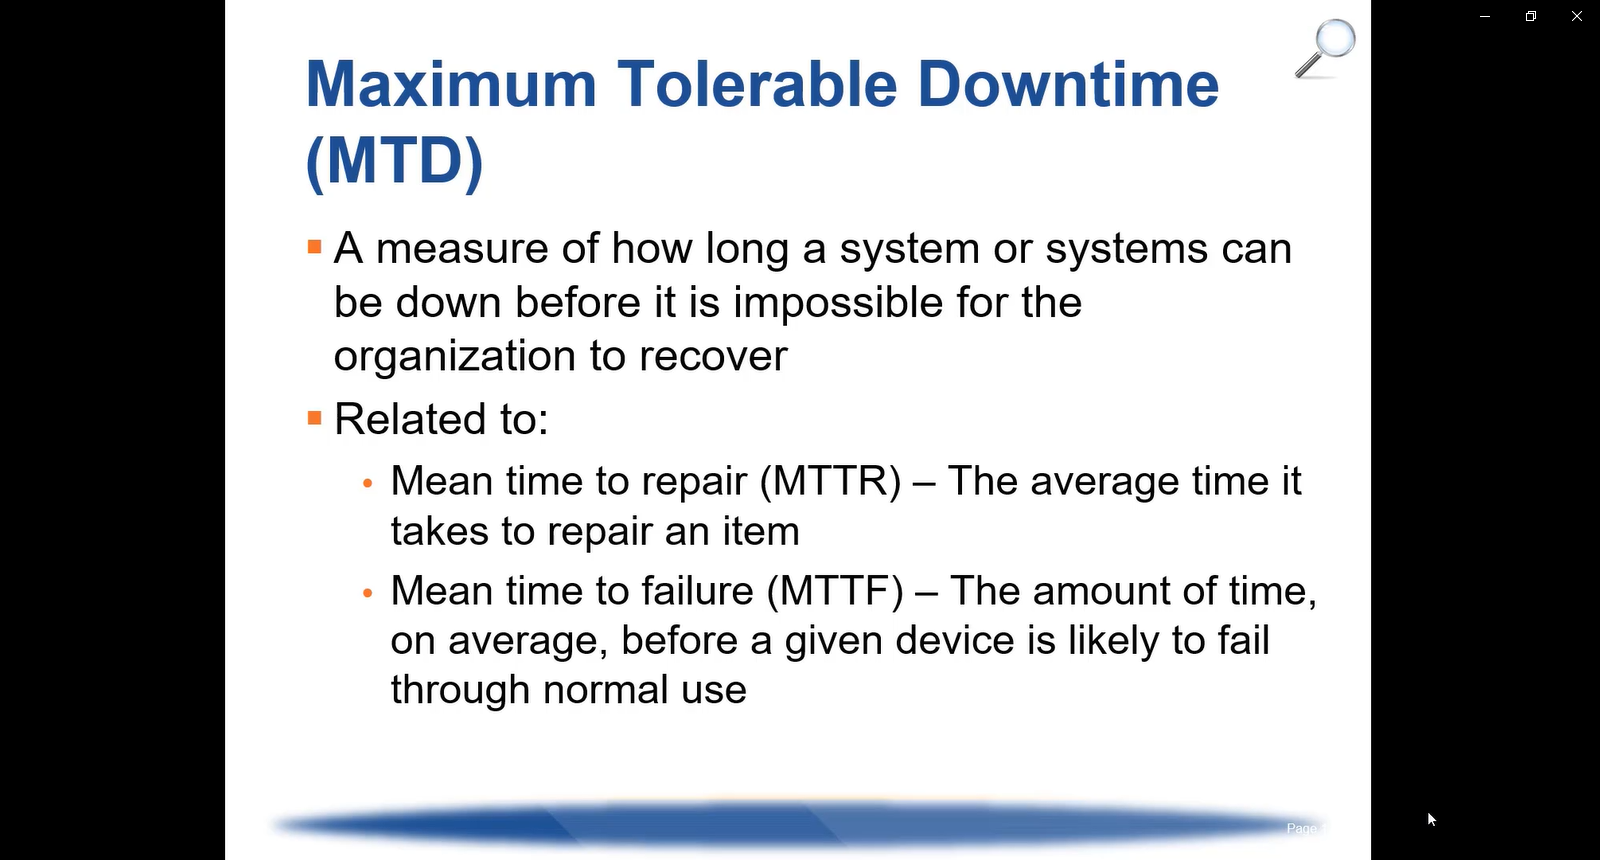 Maximum Tolerable Downtime
(MTD)
▪ A measure of how long a system or systems can
be down before it is impossible for the
organization to recover
▪ Related to:
• Mean time to repair (MTTR) – The average time it
takes to repair an item
• Mean time to failure (MTTF) – The amount of time,
on average, before a given device is likely to fail
through normal use
Page